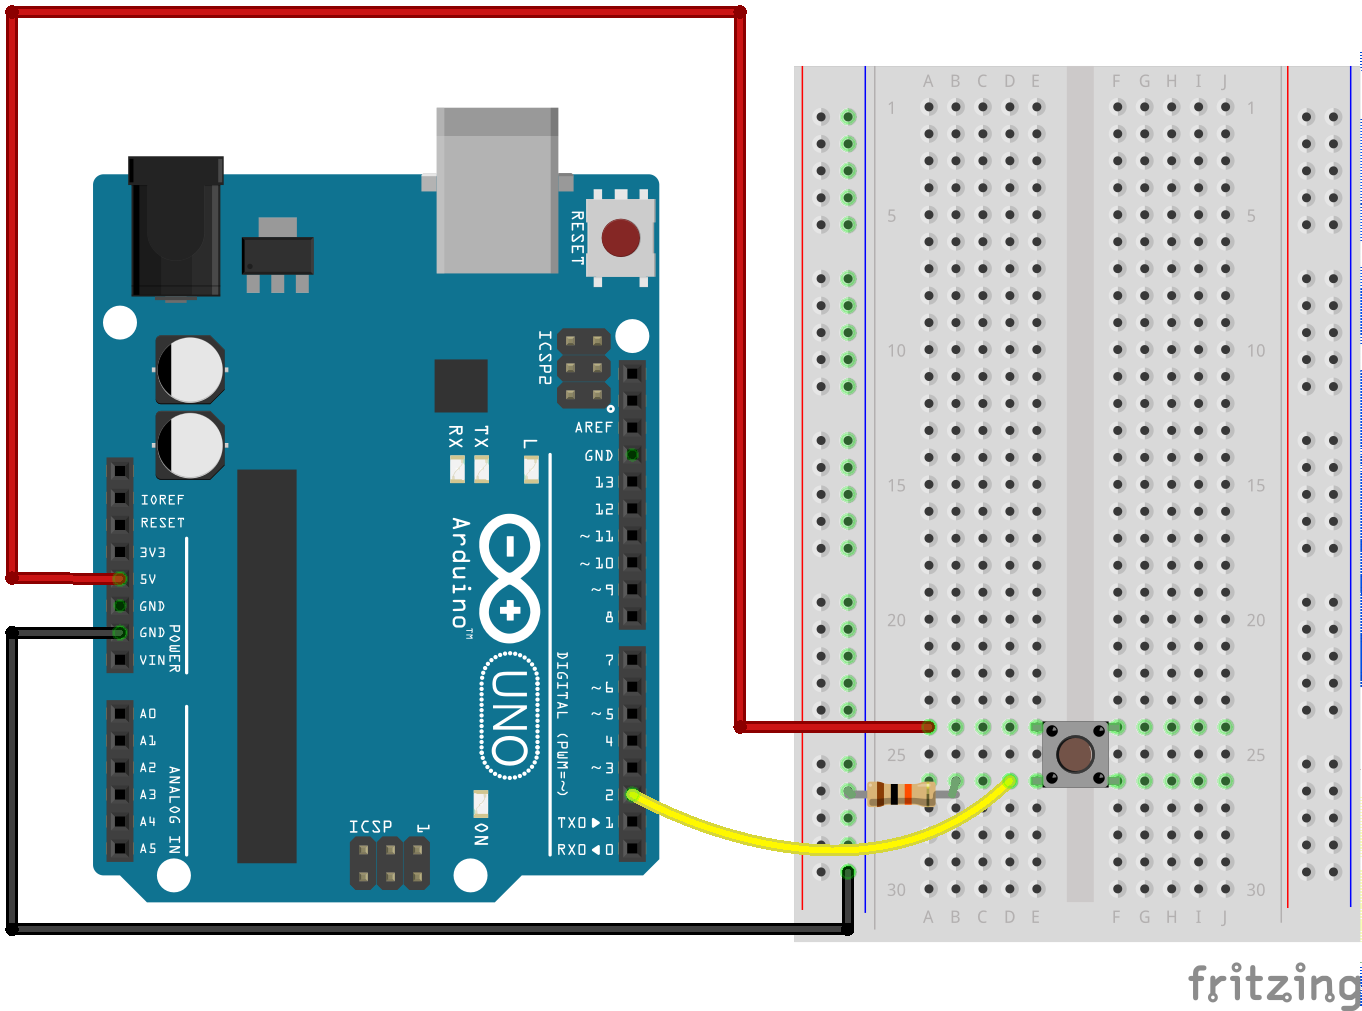 A B C D E F G H I J
1 1
5 5
10 10
15 15
20 20
25 25
30 30
A B C D E F G H I J
RESET
ICSP2
AREF
GND
13
12
~11
~10
~9
8
7
~6
~5
4
~3
2
TX0▶1
RX0◀0
DIGITAL (PWM=~)
RX
TX
L
Arduino™
UNO
IOREF
RESET
3V3
5V
GND
GND
VIN
POWER
A0
A1
A2
A3
A4
A5
ANALOG IN
ICSP
1
ON
fritzing